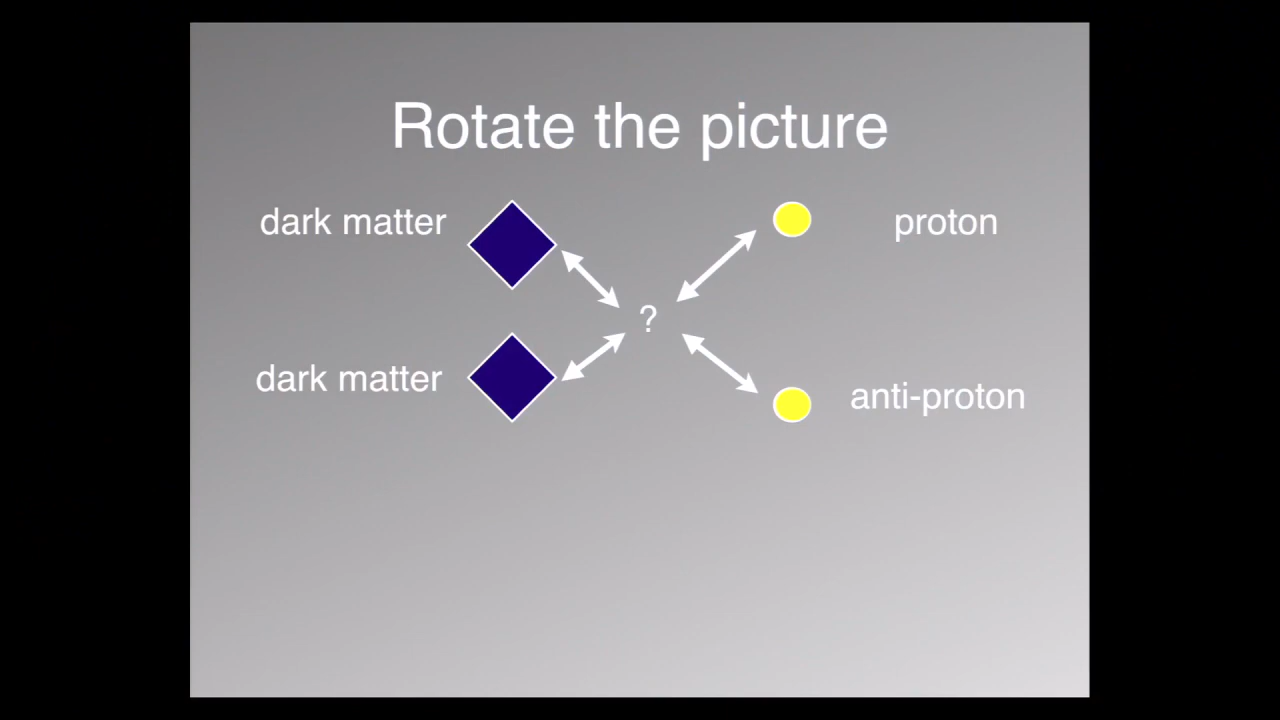 Rotate the picture
dark matter
proton
?
dark matter
anti-proton